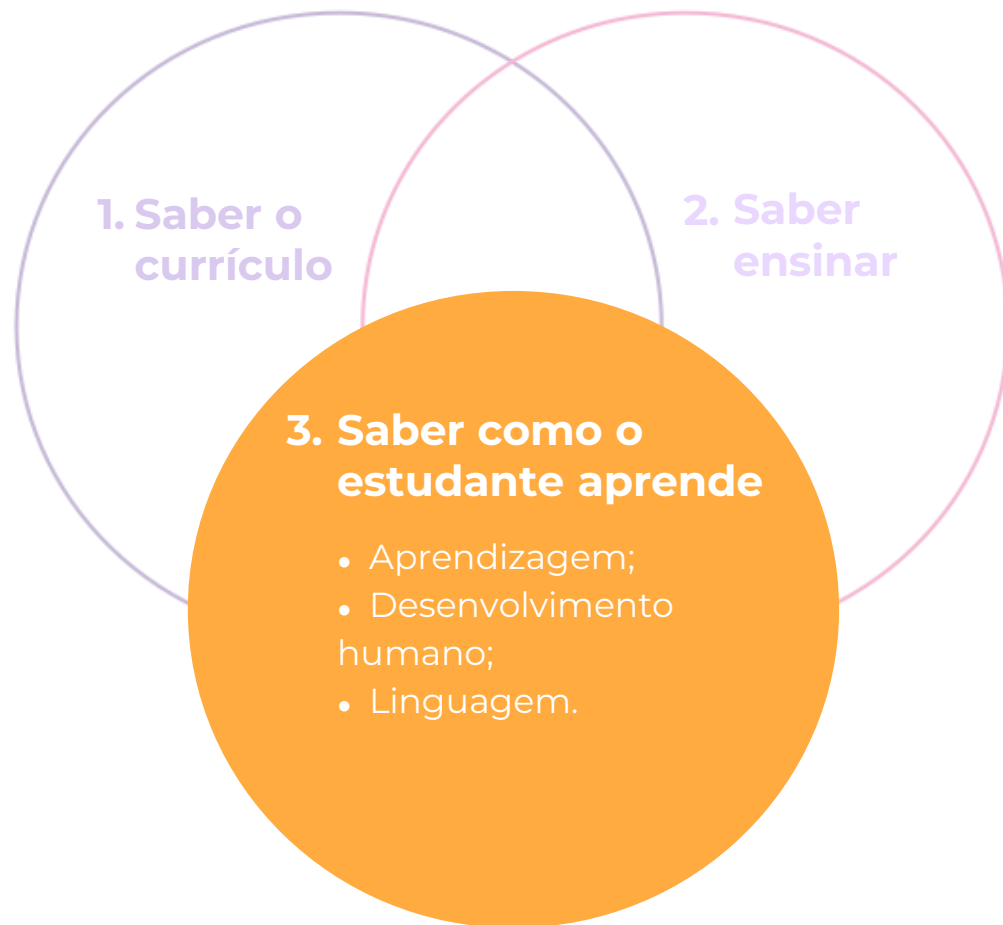 1. Saber o
currículo
2. Saber
ensinar
3. Saber como o
estudante aprende
• Aprendizagem;
• Desenvolvimento
humano;
• Linguagem.